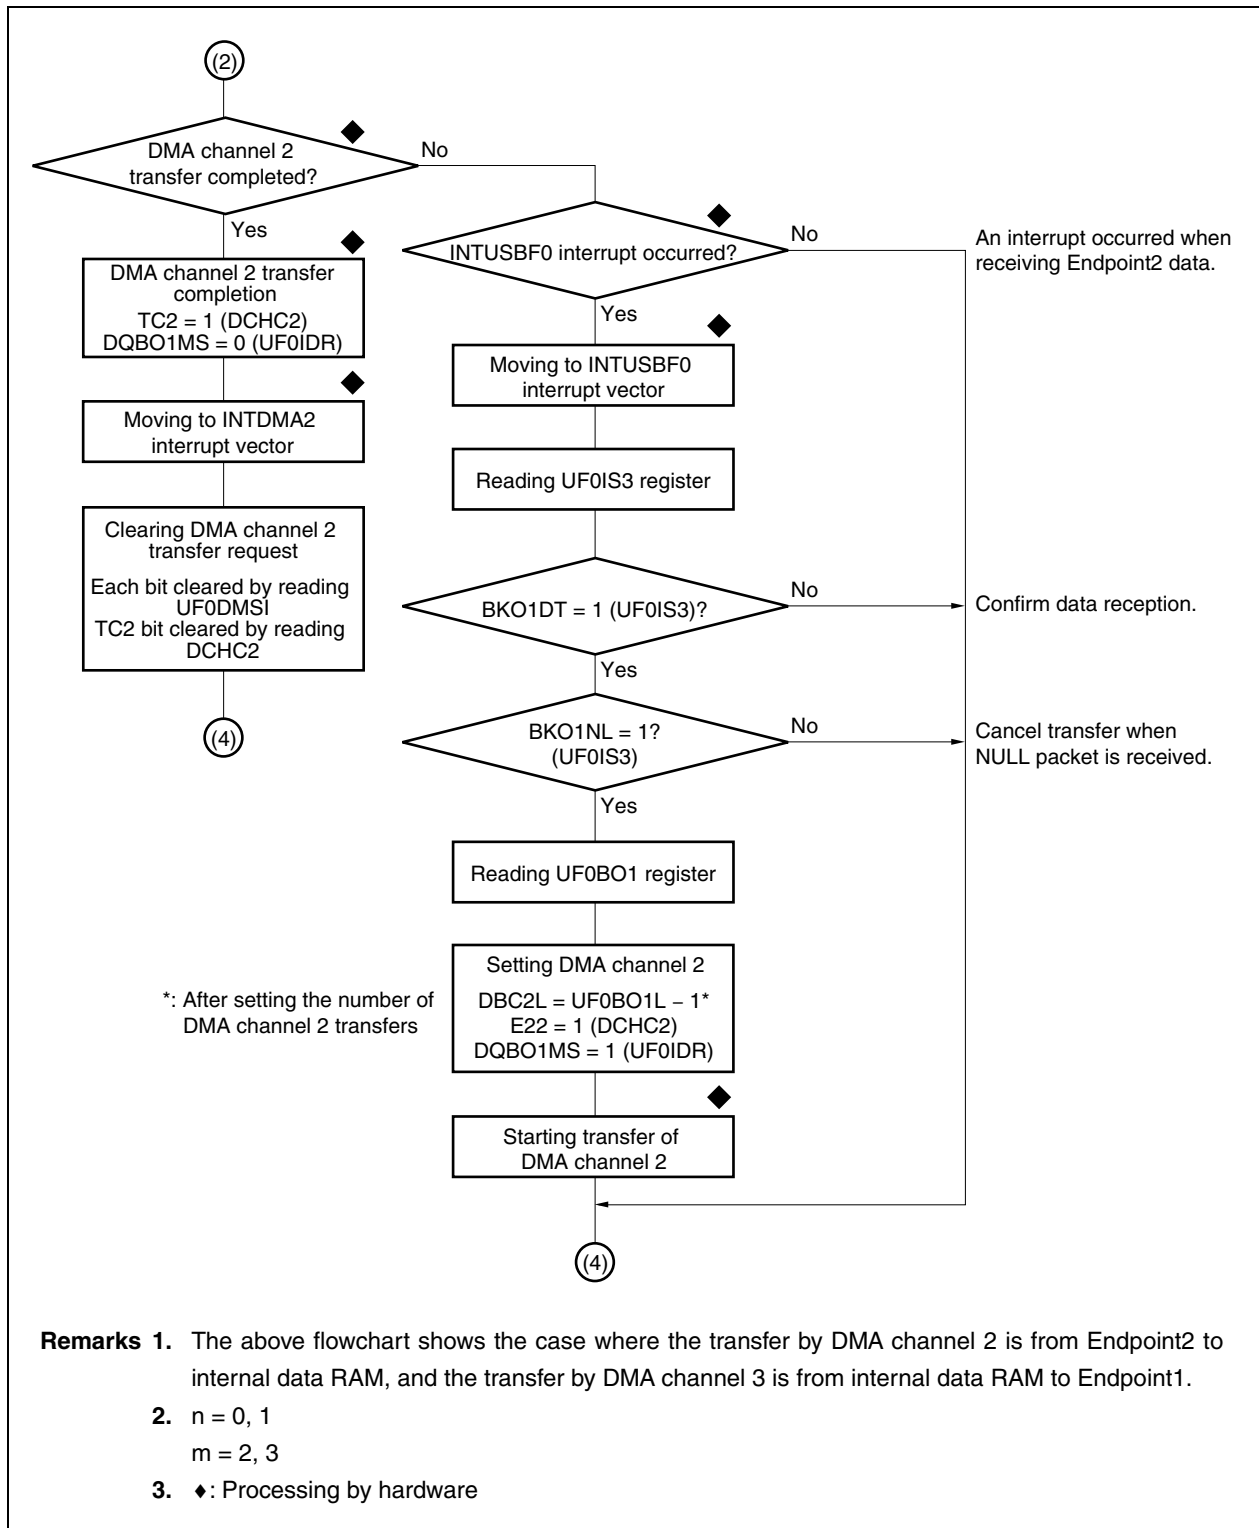 (2)
DMA channel 2
transfer completed?
No
Yes
DMA channel 2 transfer
completion
TC2 = 1 (DCHC2)
DQBO1MS = 0 (UF0IDR)
Moving to INTDMA2
interrupt vector
Clearing DMA channel 2
transfer request
Each bit cleared by reading
UF0DMSI
TC2 bit cleared by reading
DCHC2
(4)
INTUSBF0 interrupt occurred?
No
An interrupt occurred when
receiving Endpoint2 data.
Yes
Moving to INTUSBF0
interrupt vector
Reading UF0IS3 register
BKO1DT = 1 (UF0IS3)?
No
Confirm data reception.
Yes
BKO1NL = 1?
(UF0IS3)
No
Cancel transfer when
NULL packet is received.
Yes
Reading UF0BO1 register
Setting DMA channel 2
DBC2L = UF0BO1L − 1*
E22 = 1 (DCHC2)
DQBO1MS = 1 (UF0IDR)
*: After setting the number of
DMA channel 2 transfers
Starting transfer of
DMA channel 2
(4)
Remarks 1. The above flowchart shows the case where the transfer by DMA channel 2 is from Endpoint2 to
internal data RAM, and the transfer by DMA channel 3 is from internal data RAM to Endpoint1.
2. n = 0, 1
m = 2, 3
3. ♦: Processing by hardware